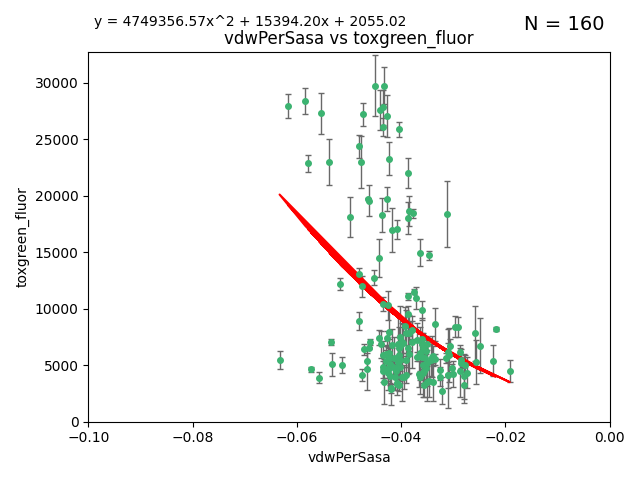 y = 4749356.57x^2 + 15394.20x + 2055.02
N = 160
vdwPerSasa vs toxgreen_fluor
30000
25000
20000
15000
10000
5000
0
toxgreen_fluor
−0.10 −0.08 −0.06 −0.04 −0.02 0.00
vdwPerSasa